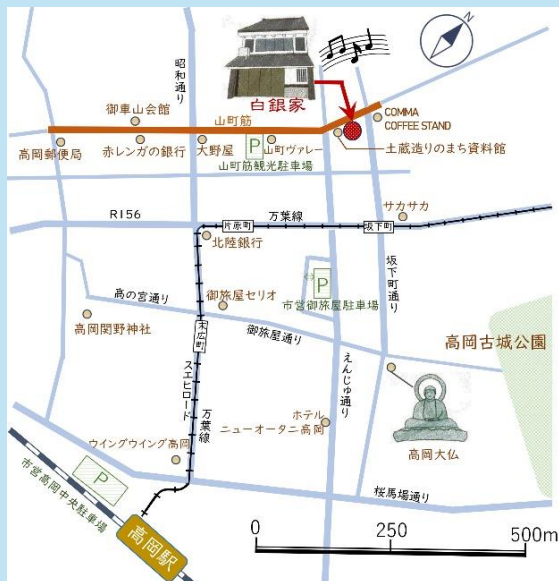 昭和通り
N
御車山会館
山町筋
白銀家
COMMA
COFFEE STAND
高岡郵便局
赤レンガの銀行
大野屋
P
山町ヴァレー
土蔵造りのまち資料館
山町筋観光駐車場
R156
片原町
万葉線
サカサカ
坂下町
北陸銀行
坂下町通り
高の宮通り
御旅屋セリオ
P
市営御旅屋駐車場
高岡関野神社
末広町
スエヒロード
御旅屋通り
高岡古城公園
えんじゅ通り
万葉線
ホテル
ニューオータニ高岡
高岡大仏
ウイングウイング高岡
P
市営高岡中央駐車場
桜馬場通り
高岡駅
0
250
500m